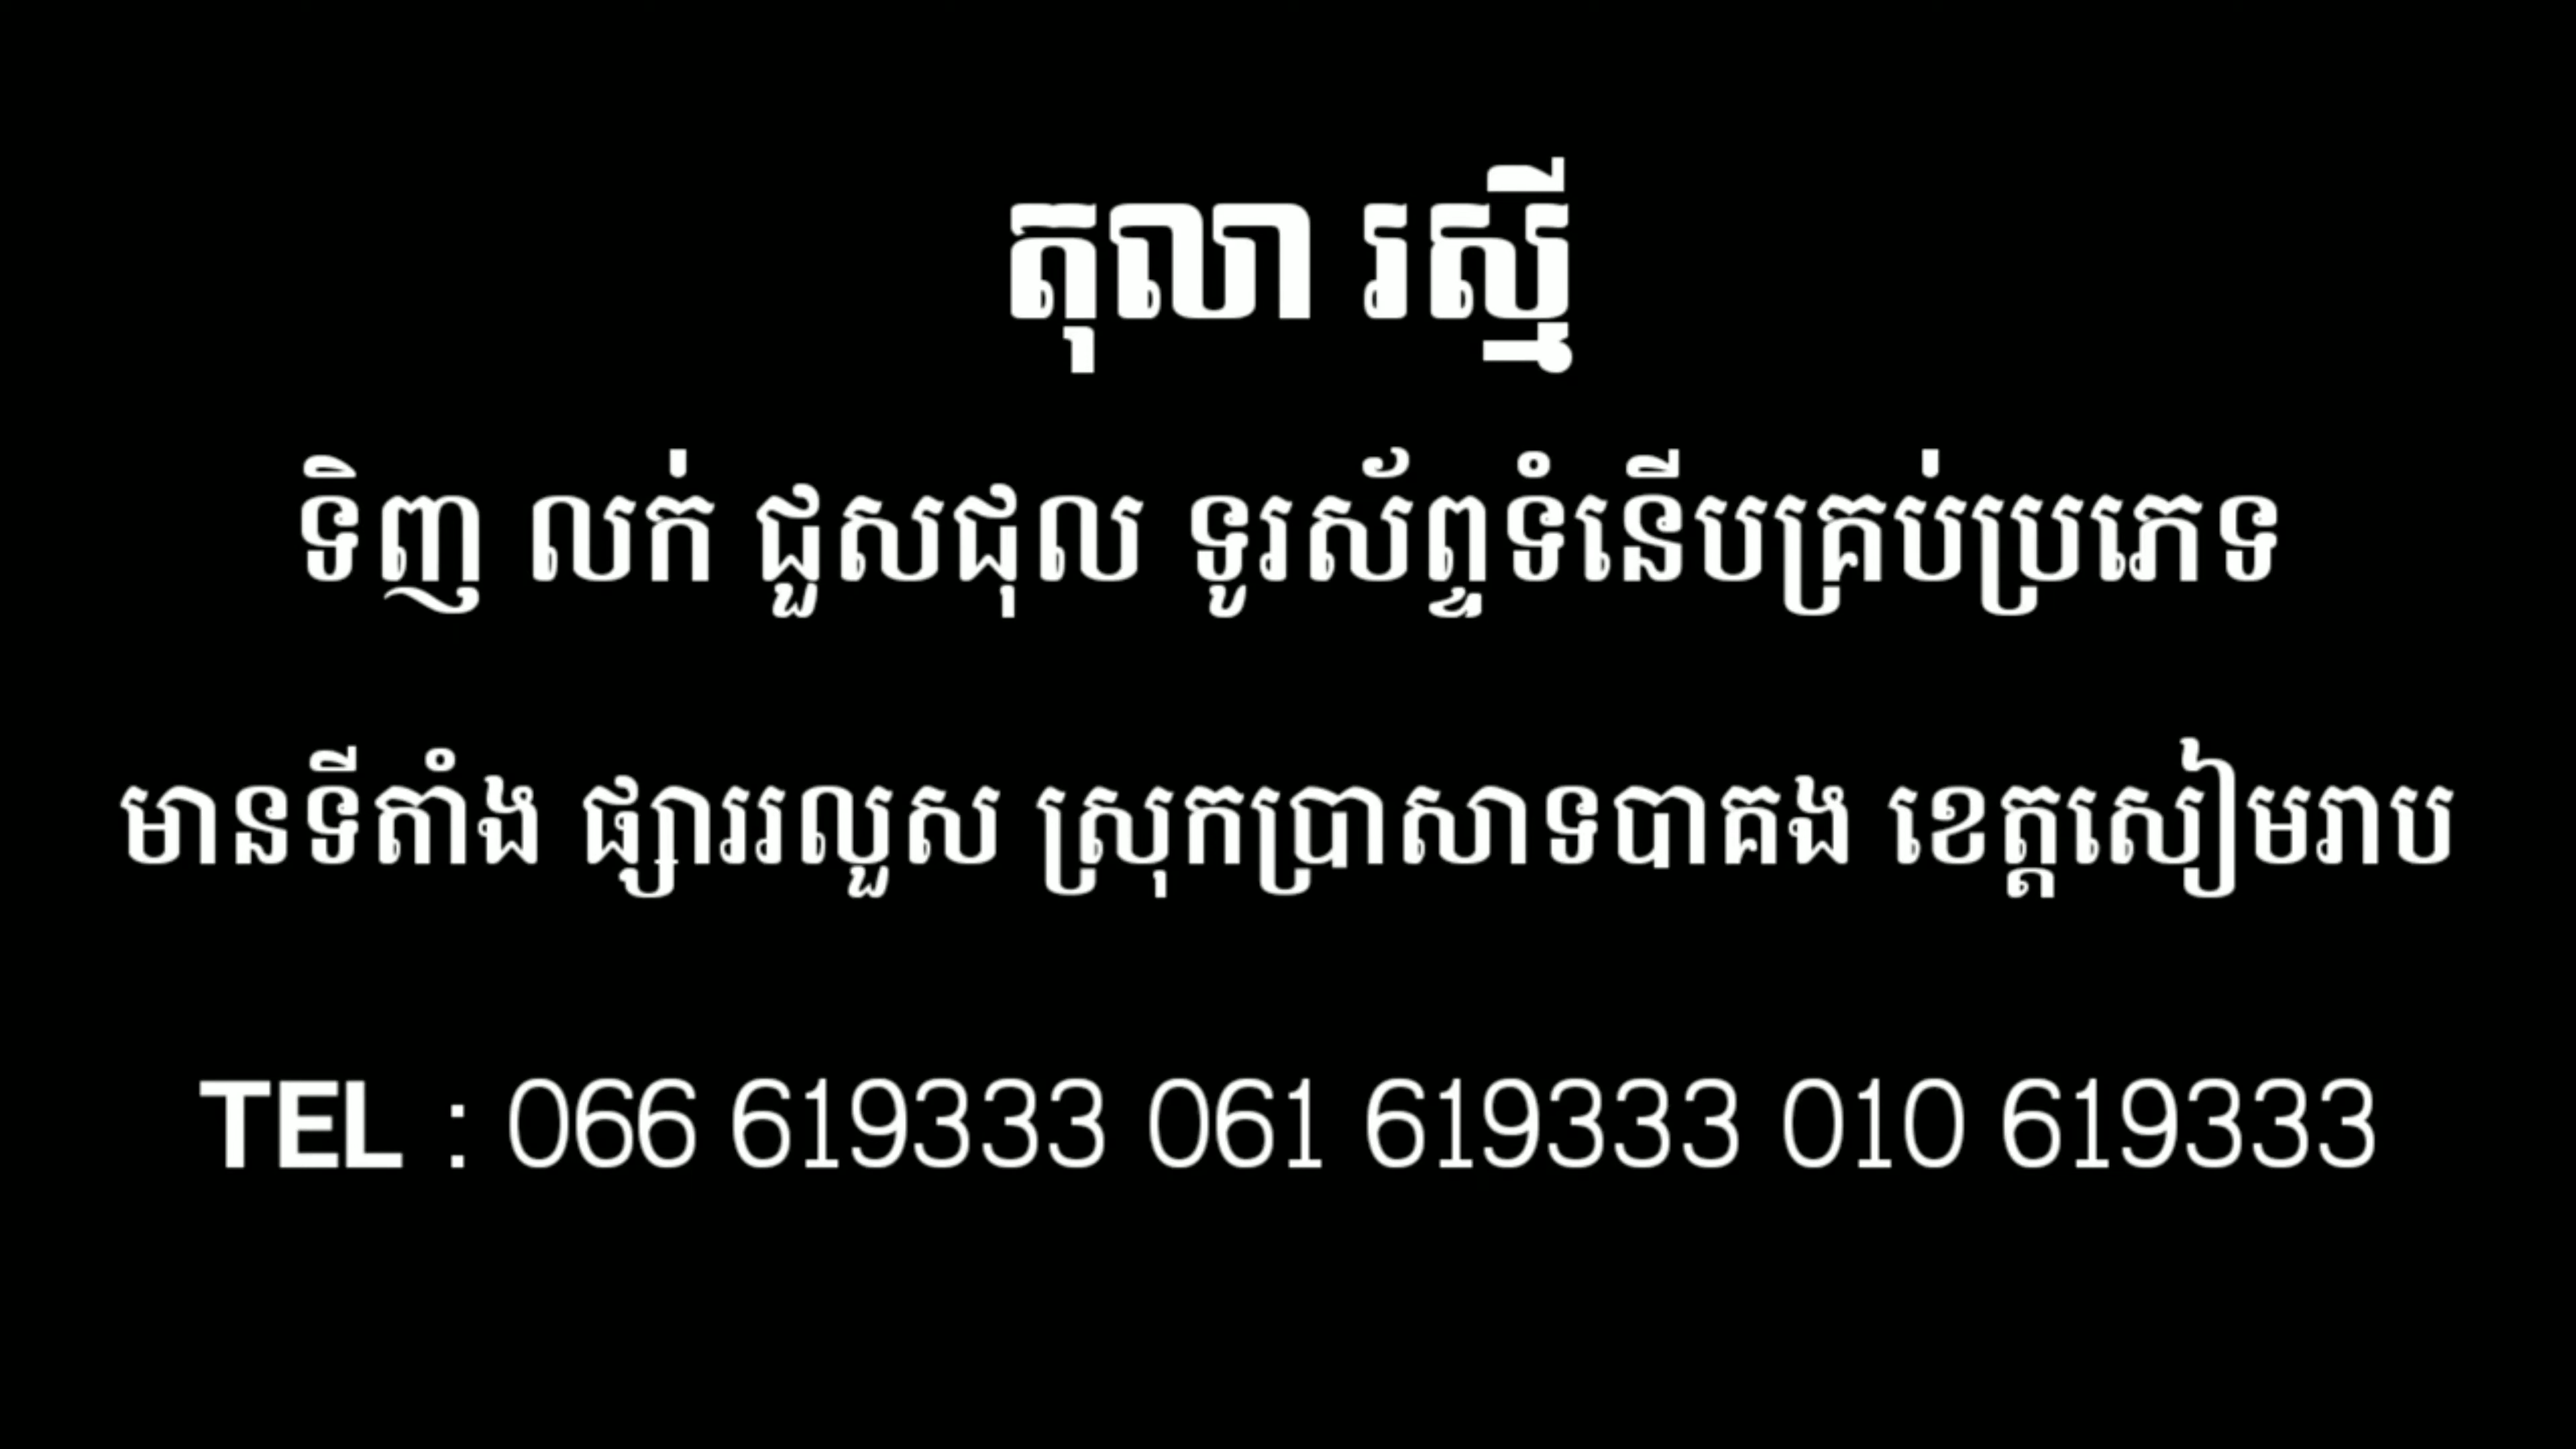 តុលា រស្មី
ទិញ លក់ ជួសជុល ទូរស័ព្ទទំនើបគ្រប់ប្រភេទ
មានទីតាំង ផ្សាររលួស ស្រុកប្រាសាទបាគង ខេត្តសៀមរាប
TEL : 066 619333 061 619333 010 619333